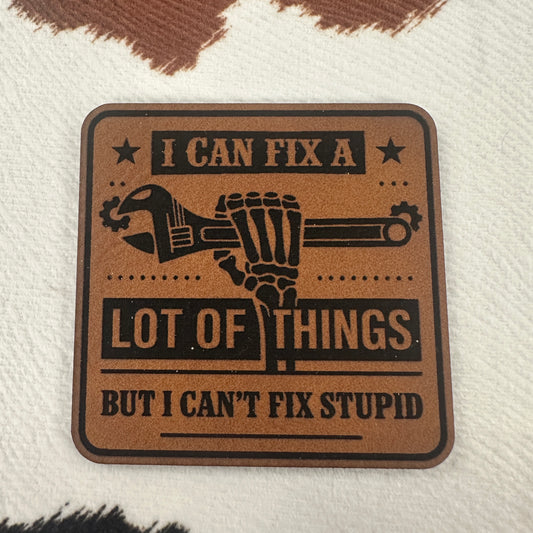 I CAN FIX A
LOT OF THINGS
BUT I CAN'T FIX STUPID